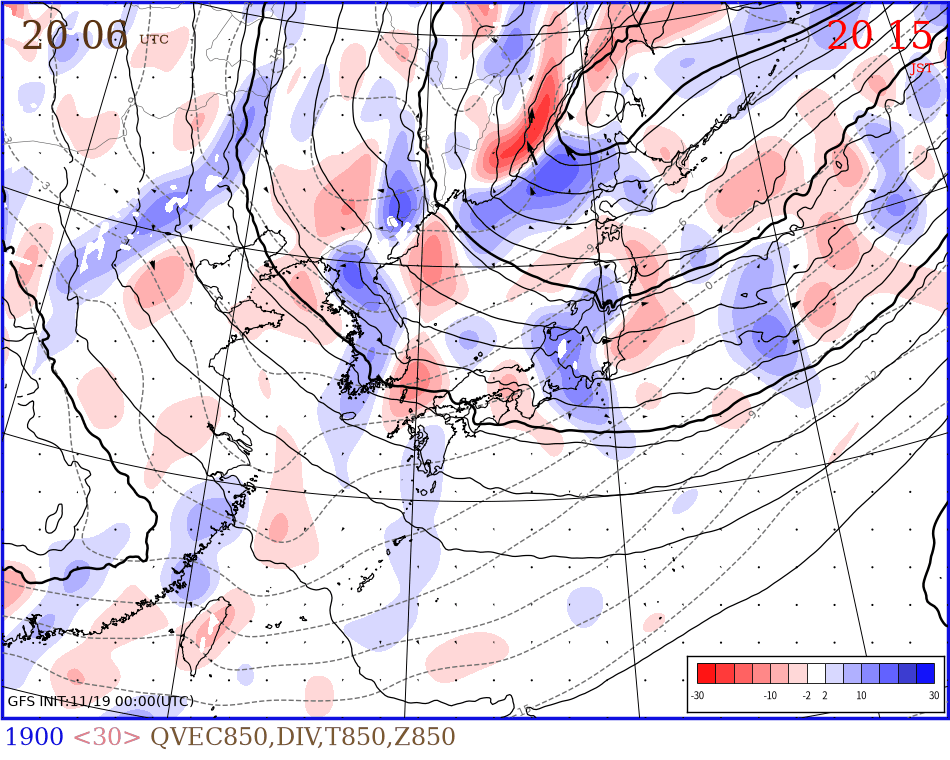 20 06 UTC
20 15
JST
-30 -10 -2 2 10 30
GFS INIT:11/19 00:00(UTC)
1900 <30> QVEC850,DIV,T850,Z850